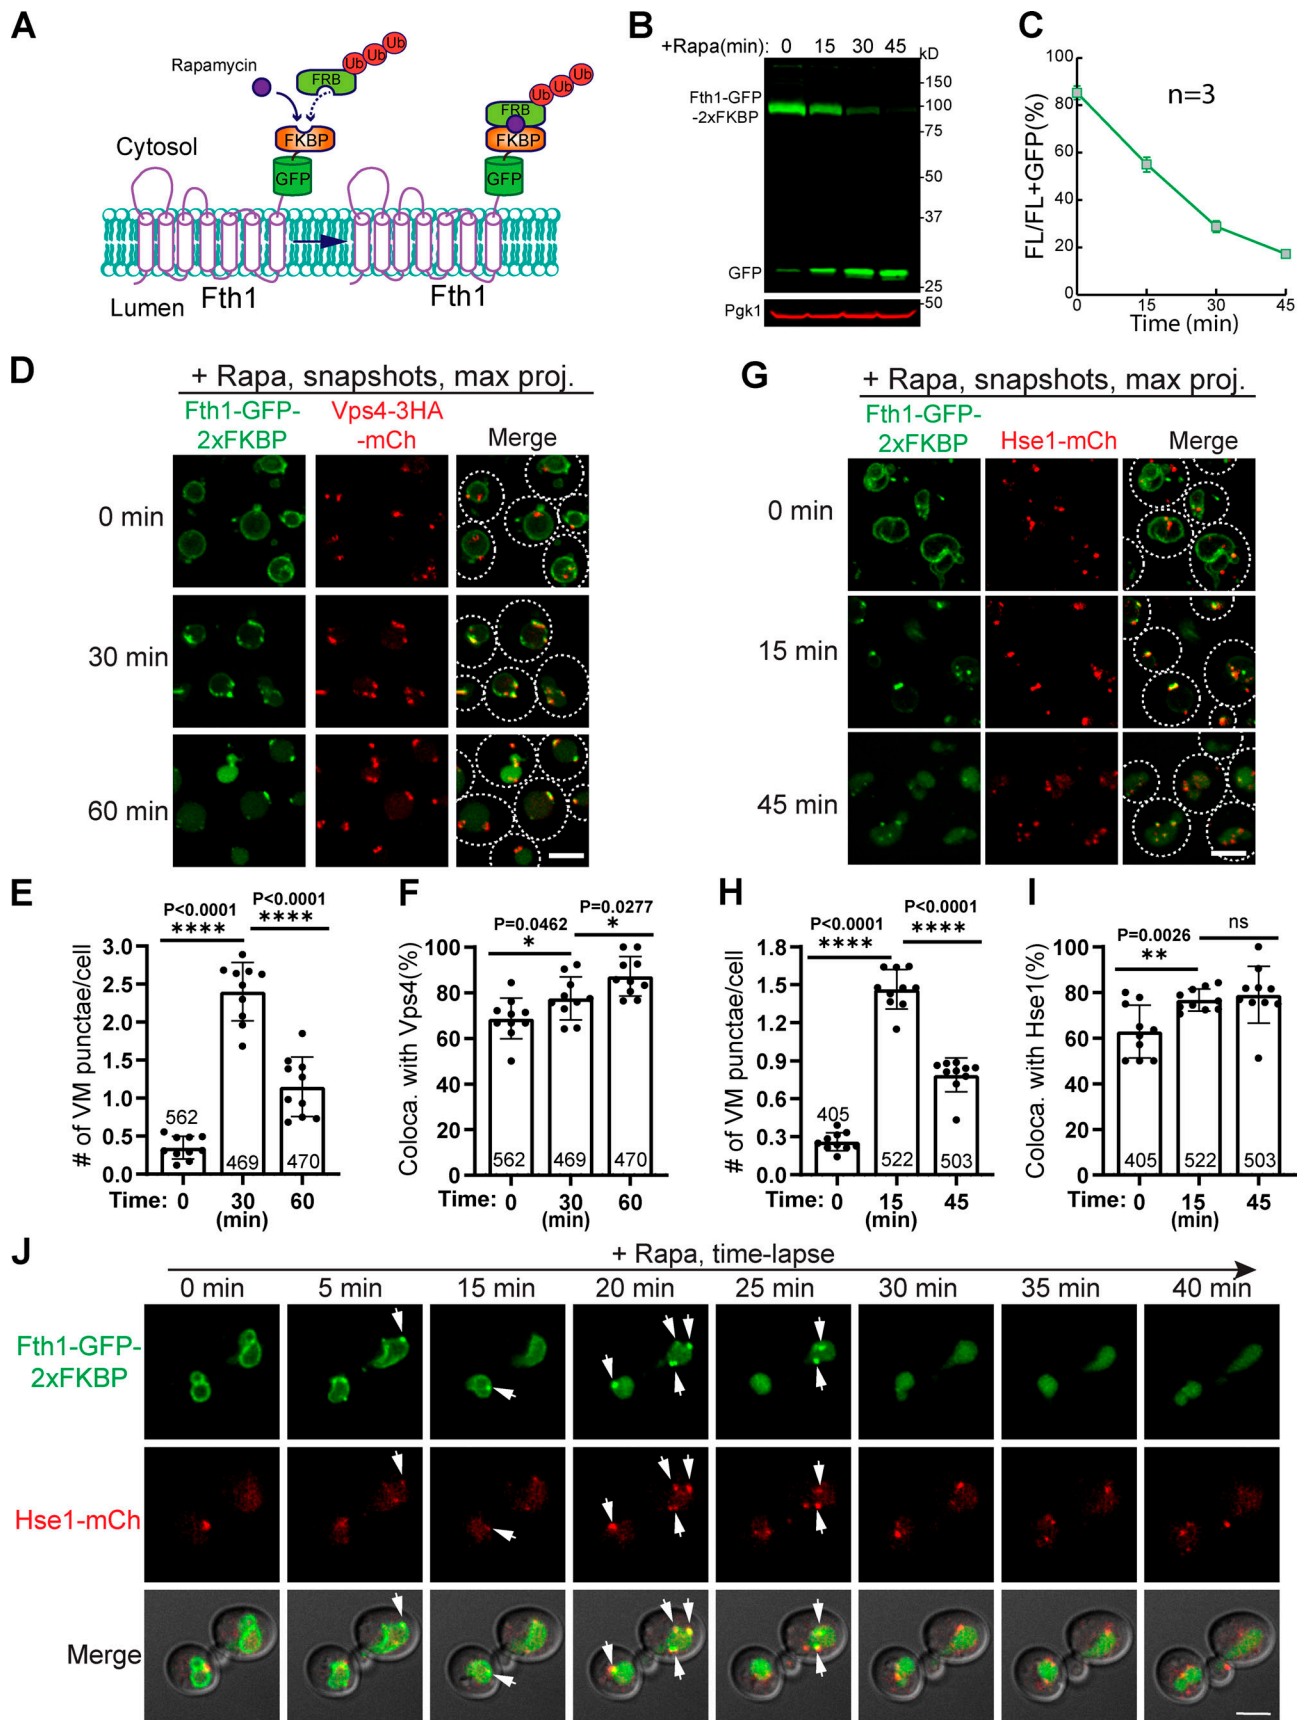 A
Rapamycin
FRB
Ub
Ub
Ub
FKBP
GFP
Cytosol
FRB
Ub
Ub
Ub
FKBP
GFP
Lumen
Fth1
Fth1
B
+Rapa(min): 0 15 30 45 kD
Fth1-GFP
-2xFKBP
GFP
Pgk1
-150
-100
-75
-50
-37
-25
-50
C
n=3
FL/FL+GFP(%)
100
80
60
40
20
0
0 15 30 45
Time (min)
D
+ Rapa, snapshots, max proj.
Fth1-GFP-
2xFKBP
Vps4-3HA
-mCh
Merge
0 min
30 min
60 min
G
+ Rapa, snapshots, max proj.
Fth1-GFP-
2xFKBP
Hse1-mCh
Merge
0 min
15 min
45 min
E
P<0.0001
****
P<0.0001
****
# of VM punctae/cell
3.0
2.5
2.0
1.5
1.0
0.5
0.0
562
469
470
Time: 0 30 60
(min)
F
P=0.0462
*
P=0.0277
*
Coloca. with Vps4(%)
100
80
60
40
20
0
562
469
470
Time: 0 30 60
(min)
H
P<0.0001
****
P<0.0001
****
# of VM punctae/cell
1.8
1.5
1.2
0.9
0.6
0.3
0.0
405
522
503
Time: 0 15 45
(min)
I
P=0.0026
**
ns
Coloca. with Hse1(%)
100
80
60
40
20
0
405
522
503
Time: 0 15 45
(min)
J
+ Rapa, time-lapse
0 min 5 min 15 min 20 min 25 min 30 min 35 min 40 min
Fth1-GFP-
2xFKBP
Hse1-mCh
Merge